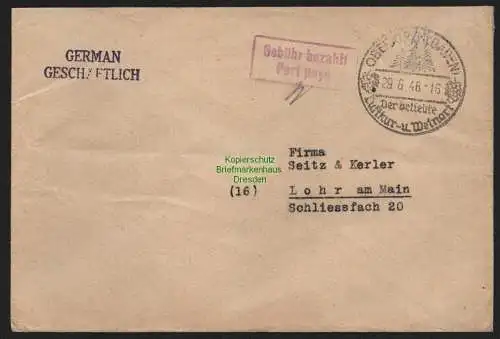 GERMAN
GESCHÄFTLICH
Gebühr bezahlt
Port payé
(BADEN)
29.6.46-16
Der beliebte
Luftkur-u. Weinort
Kopierschutz
Briefmarkenhaus
Dresden
Firma
Seitz & Kerler
(16) Lohr am Main
Schliessfach 20